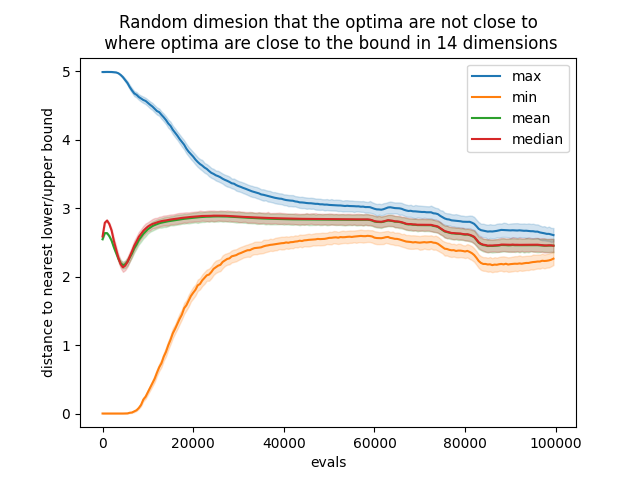 Random dimesion that the optima are not close to
where optima are close to the bound in 14 dimensions
max
min
mean
median
distance to nearest lower/upper bound
5
4
3
2
1
0
0 20000 40000 60000 80000 100000
evals